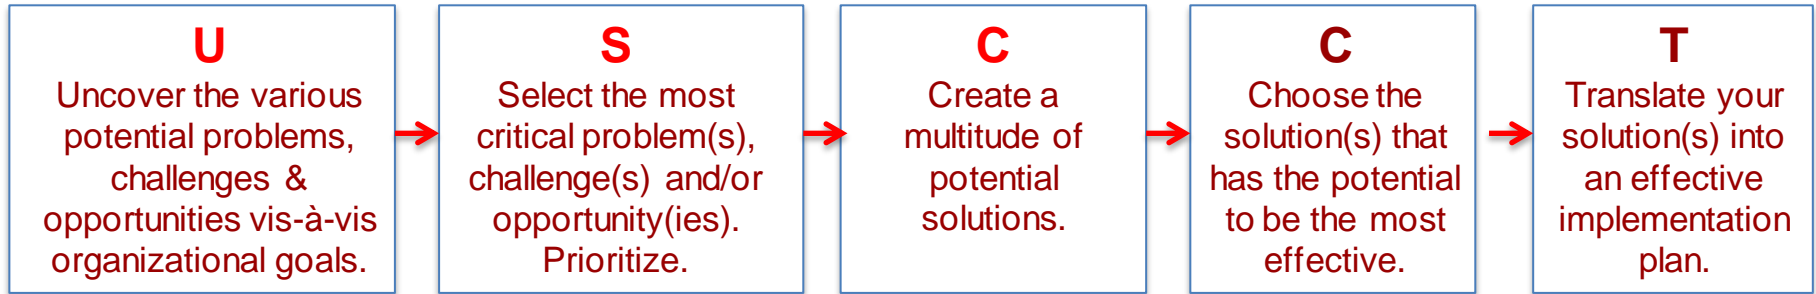 U
Uncover the various
potential problems,
challenges &
opportunities vis-à-vis
organizational goals.
S
Select the most
critical problem(s),
challenge(s) and/or
opportunity(ies).
Prioritize.
C
Create a
multitude of
potential
solutions.
C
Choose the
solution(s) that
has the potential
to be the most
effective.
T
Translate your
solution(s) into
an effective
implementation
plan.